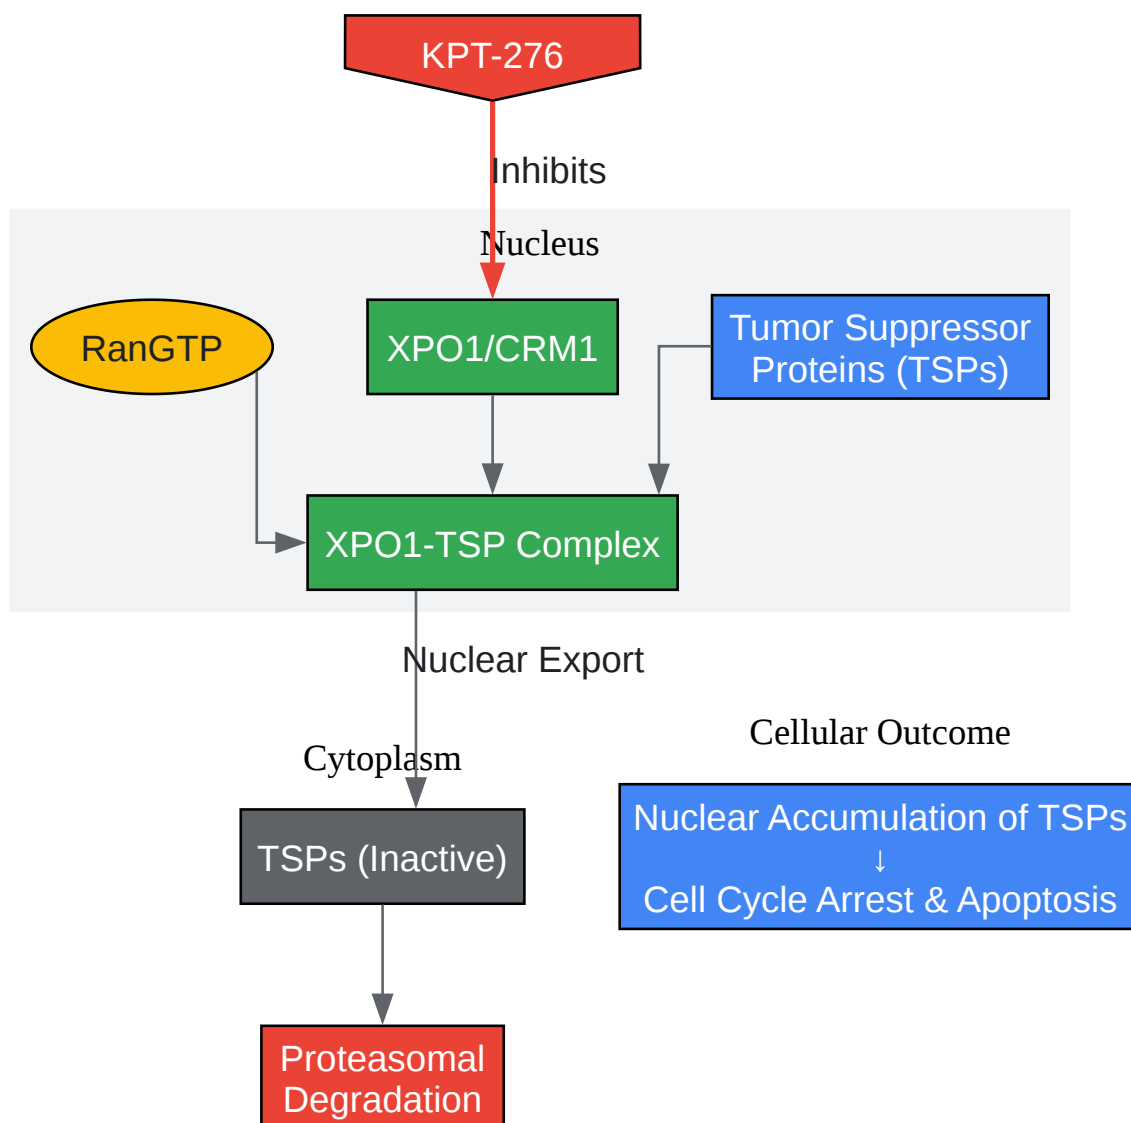 KPT-276
Inhibits
Nucleus
RanGTP
XPO1/CRM1
Tumor Suppressor
Proteins (TSPs)
XPO1-TSP Complex
Nuclear Export
Cytoplasm
Cellular Outcome
TSPs (Inactive)
Nuclear Accumulation of TSPs
↓
Cell Cycle Arrest & Apoptosis
Proteasomal
Degradation